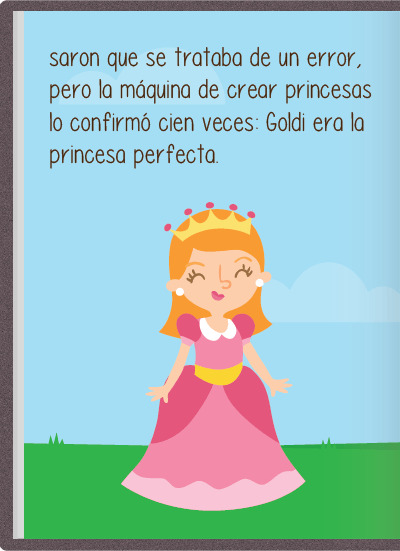 saron que se trataba de un error,
pero la máquina de crear princesas
lo confirmó cien veces: Goldi era la
princesa perfecta.